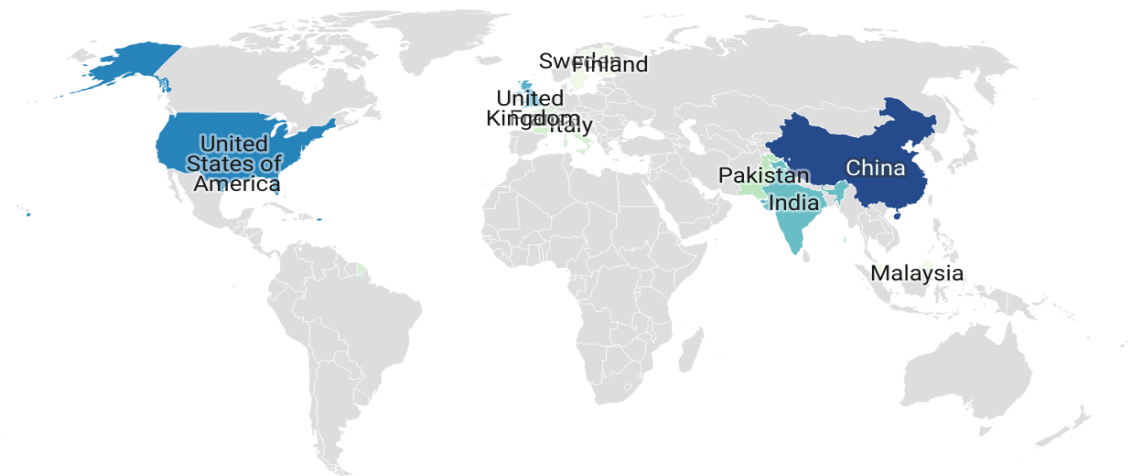 Sweden
Finland
United
Kingdom
France
Italy
United
States of
America
China
Pakistan
India
Malaysia